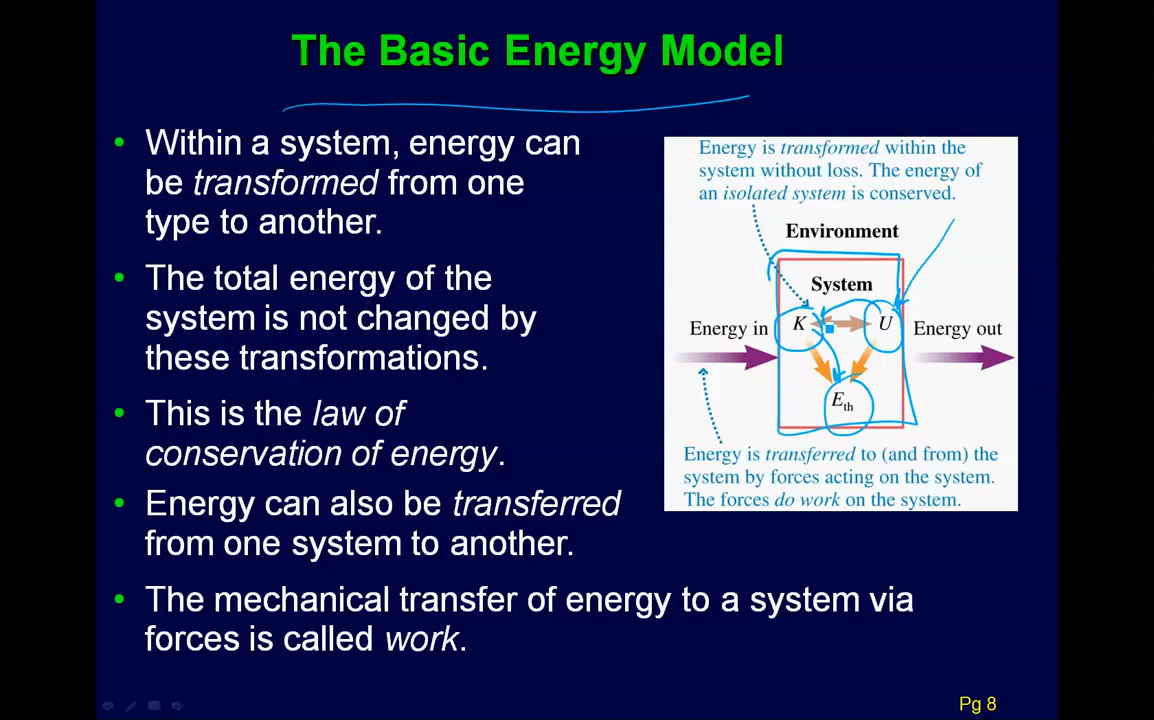 The Basic Energy Model
• Within a system, energy can
be transformed from one
type to another.
• The total energy of the
system is not changed by
these transformations.
• This is the law of
conservation of energy.
• Energy can also be transferred
from one system to another.
• The mechanical transfer of energy to a system via
forces is called work.
Energy is transformed within the
system without loss. The energy of
an isolated system is conserved.
Environment
System
Energy in
K
U
Energy out
Eth
Energy is transferred to (and from) the
system by forces acting on the system.
The forces do work on the system.
Pg 8